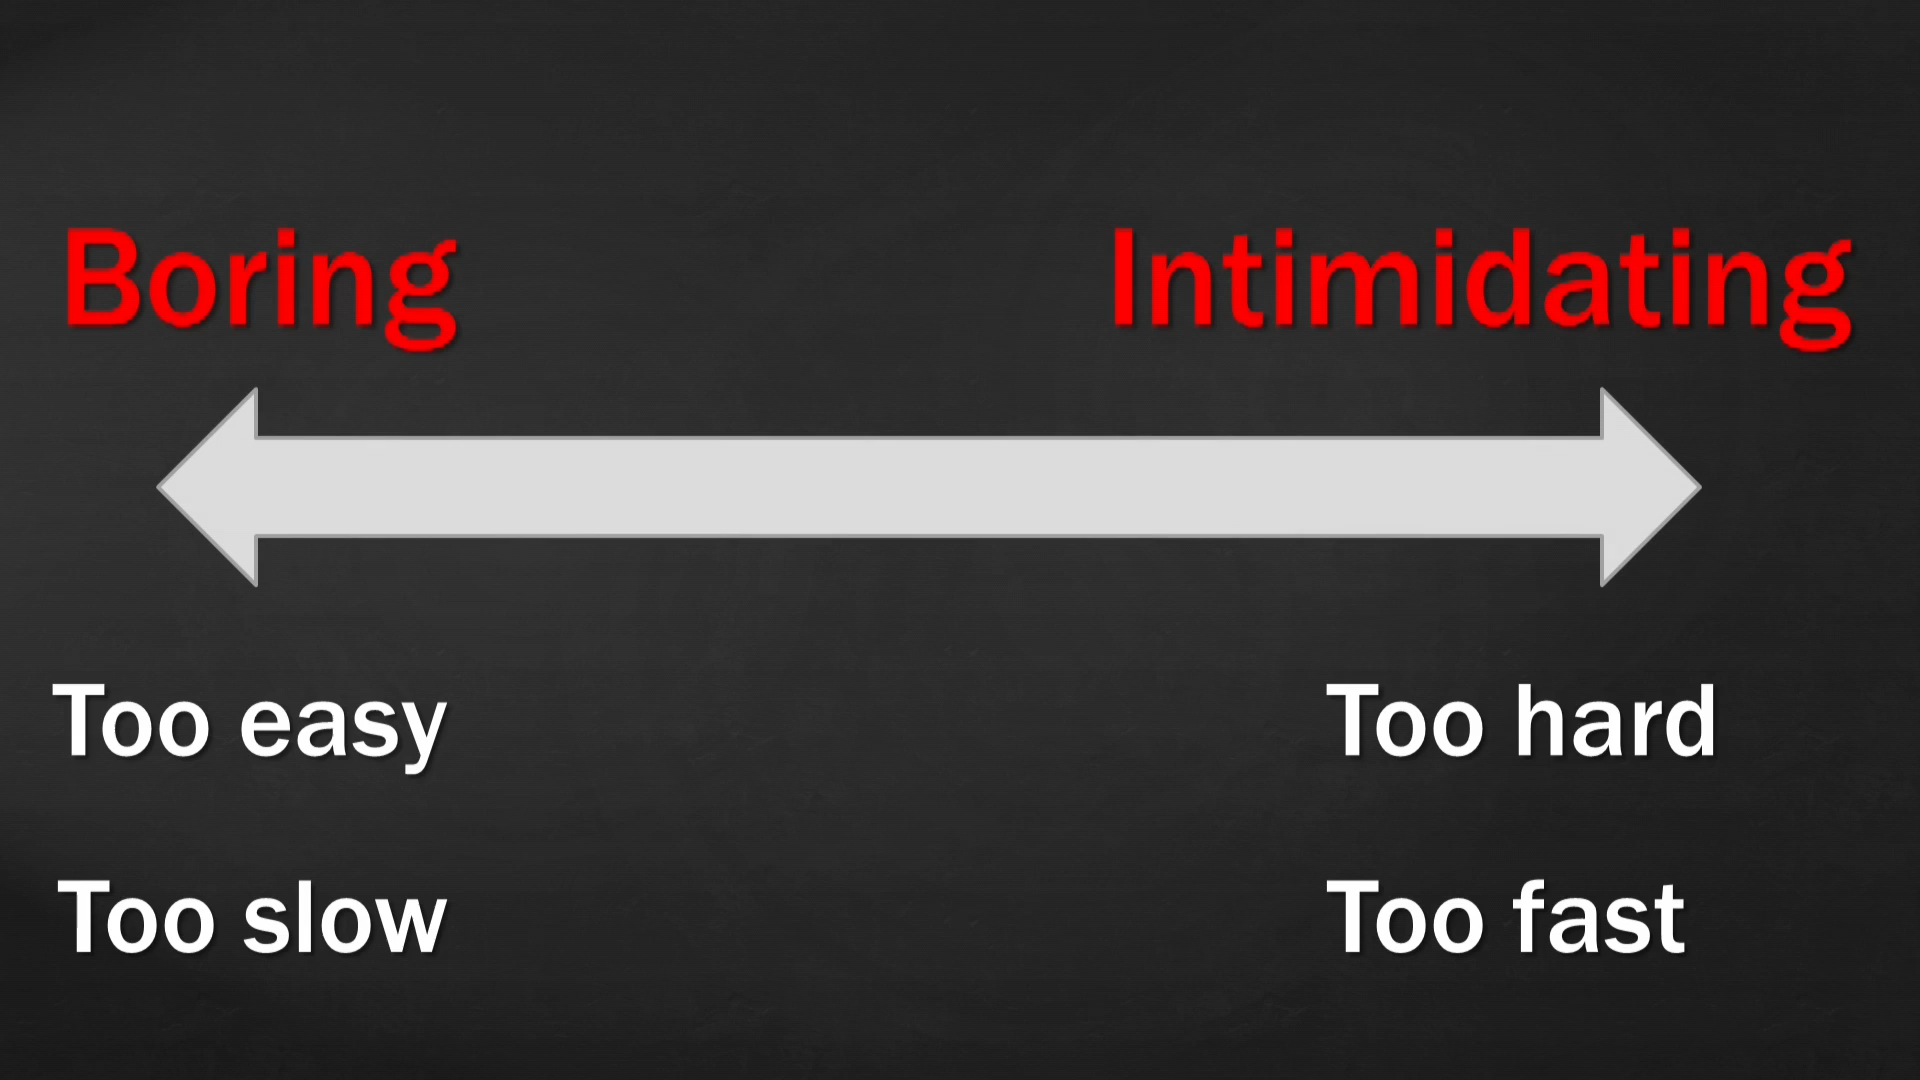 Boring
Intimidating
Too easy
Too hard
Too slow
Too fast